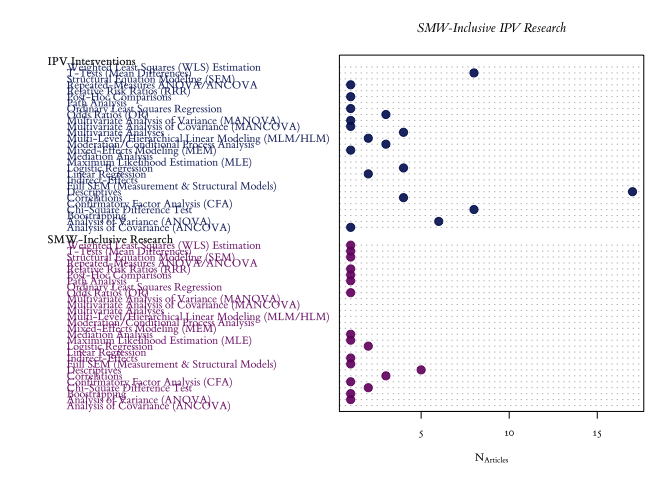 SMW-Inclusive IPV Research
IPV Interventions
Weighted Least Squares (WLS) Estimation
T-Tests (Mean Differences)
Structural Equation Modeling (SEM)
Repeated-Measures ANOVA/ANCOVA
Relative Risk Ratios (RRR)
Post-Hoc Comparisons
Path Analysis
Ordinary Least Squares Regression
Odds Ratios (OR)
Multivariate Analysis of Variance (MANOVA)
Multivariate Analysis of Covariance (MANCOVA)
Multivariate Analyses
Multi-Level/Hierarchical Linear Modeling (MLM/HLM)
Moderation/Conditional Process Analysis
Mixed-Effects Modeling (MEM)
Mediation Analysis
Maximum Likelihood Estimation (MLE)
Logistic Regression
Linear Regression
Indirect-Effects
Full SEM (Measurement & Structural Models)
Descriptives
Correlations
Confirmatory Factor Analysis (CFA)
Chi-Square Difference Test
Bootstrapping
Analysis of Variance (ANOVA)
Analysis of Covariance (ANCOVA)
SMW-Inclusive Research
Weighted Least Squares (WLS) Estimation
T-Tests (Mean Differences)
Structural Equation Modeling (SEM)
Repeated-Measures ANOVA/ANCOVA
Relative Risk Ratios (RRR)
Post-Hoc Comparisons
Path Analysis
Ordinary Least Squares Regression
Odds Ratios (OR)
Multivariate Analysis of Variance (MANOVA)
Multivariate Analysis of Covariance (MANCOVA)
Multivariate Analyses
Multi-Level/Hierarchical Linear Modeling (MLM/HLM)
Moderation/Conditional Process Analysis
Mixed-Effects Modeling (MEM)
Mediation Analysis
Maximum Likelihood Estimation (MLE)
Logistic Regression
Linear Regression
Indirect-Effects
Full SEM (Measurement & Structural Models)
Descriptives
Correlations
Confirmatory Factor Analysis (CFA)
Chi-Square Difference Test
Bootstrapping
Analysis of Variance (ANOVA)
Analysis of Covariance (ANCOVA)
5 10 15
NArticles